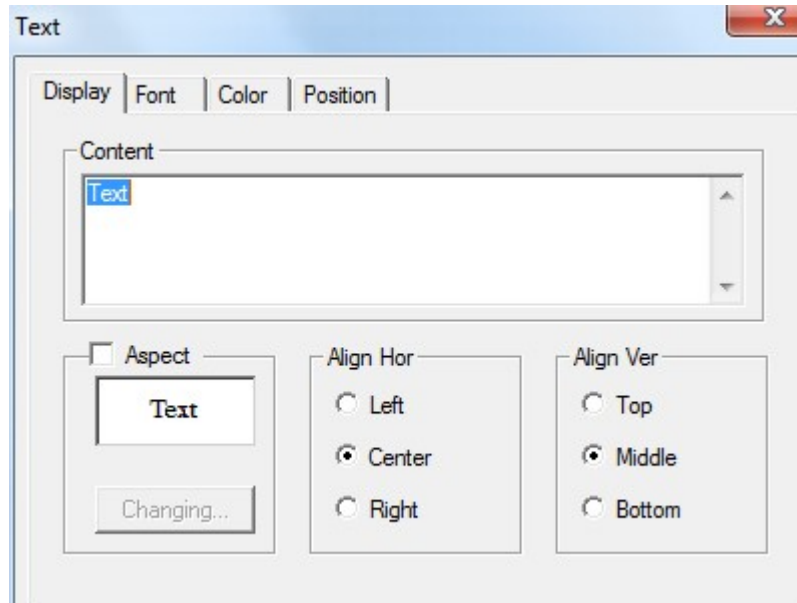 Text
Display Font Color Position
Content
Text
Aspect Align Hor Align Ver
Text Left Top
Center Middle
Changing... Right Bottom